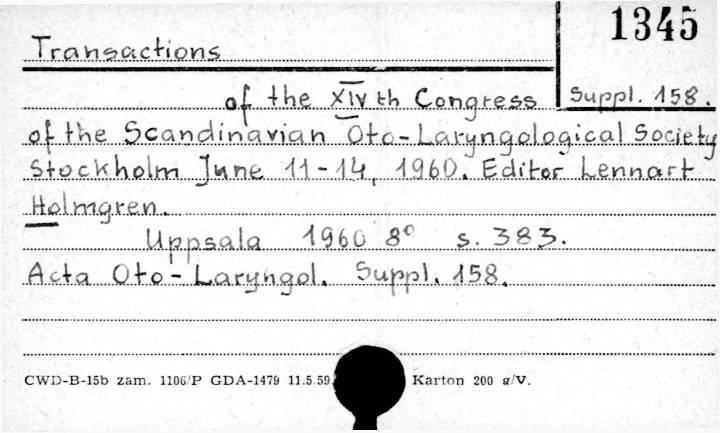 1345
Transactions
of the XIV th Congress Suppl. 158.
of the Scandinavian Oto-Laryngological Society
Stockholm June 11-14, 1960. Editor Lennart
Holmgren.
Uppsala 1960 8° s. 383.
Acta Oto-Laryngol. Suppl. 158.
CWD-B-15b zam. 1106/P GDA-1479 11.5.59 Karton 200 g/V.